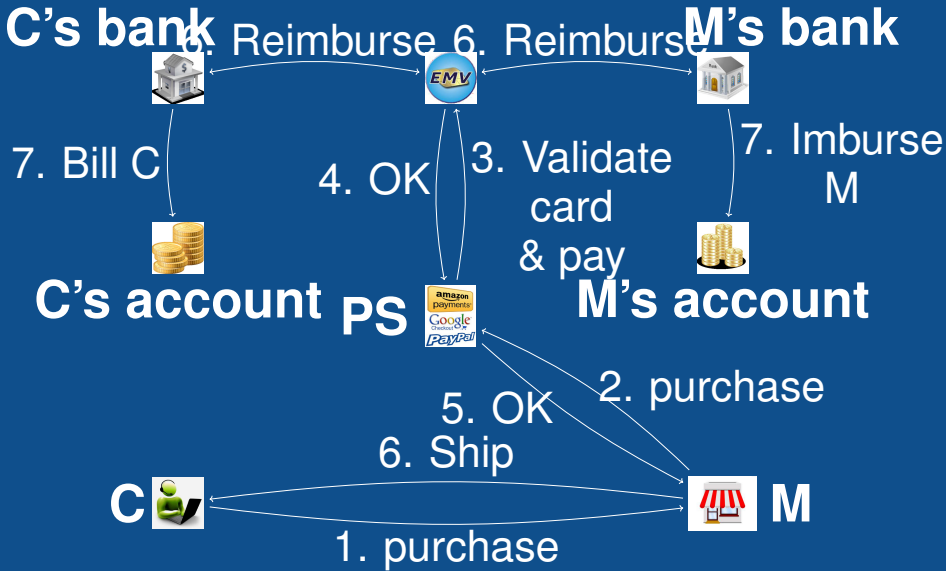 C's bank
6. Reimburse
6. Reimburse
M's bank
EMV
7. Bill C
4. OK
3. Validate
card
& pay
7. Imburse
M
C's account
PS
amazon
payments
Google
Checkout
PayPal
M's account
2. purchase
5. OK
6. Ship
C
M
1. purchase